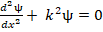 d²ψ/dx² + k²ψ = 0